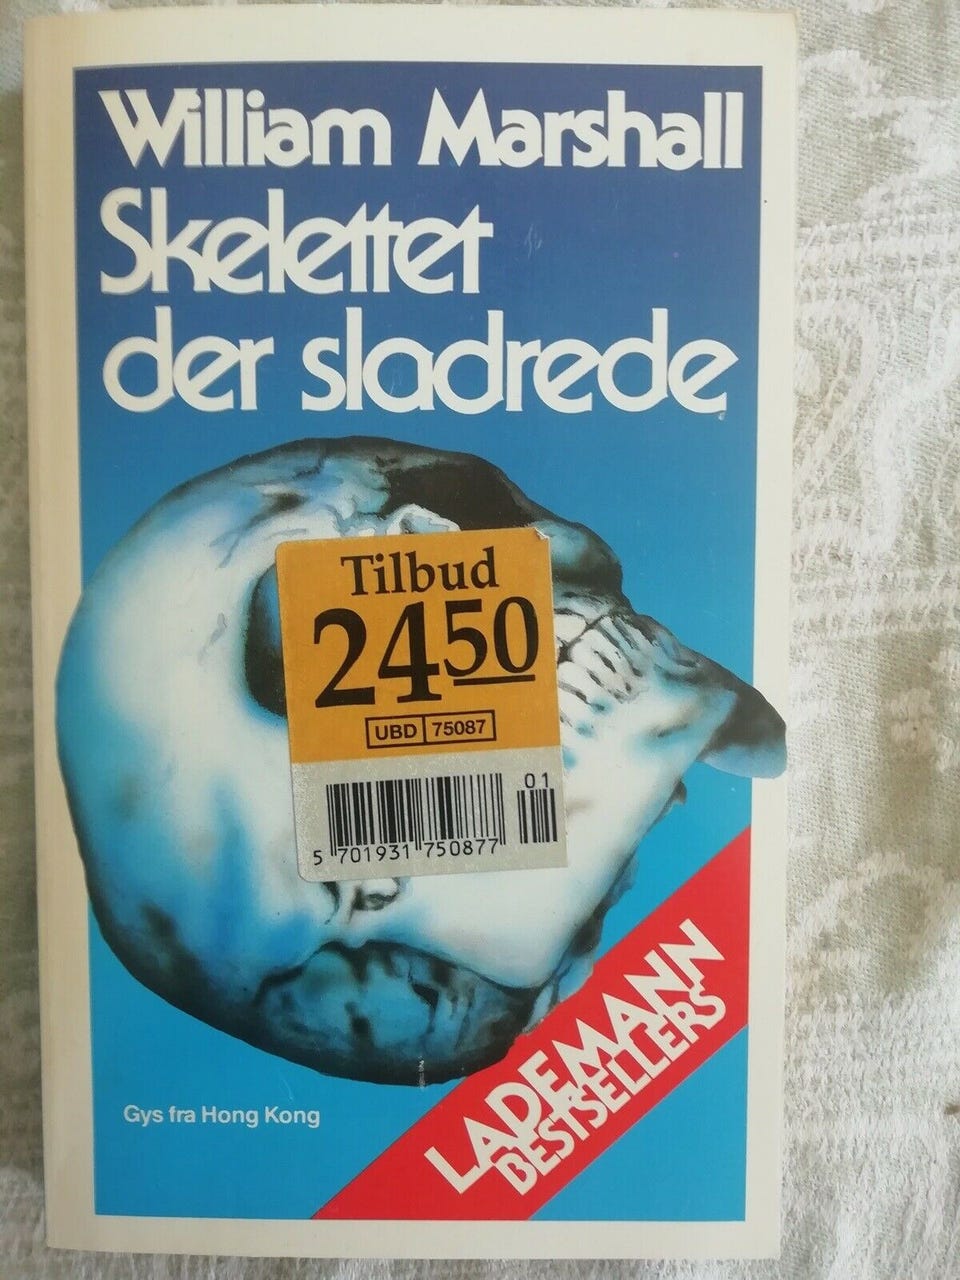 William Marshall
Skelettet
der sladrede
Tilbud
2450
UBD 75087
01
5 701931 750877
LADEMANN
BESTSELLERS
Gys fra Hong Kong